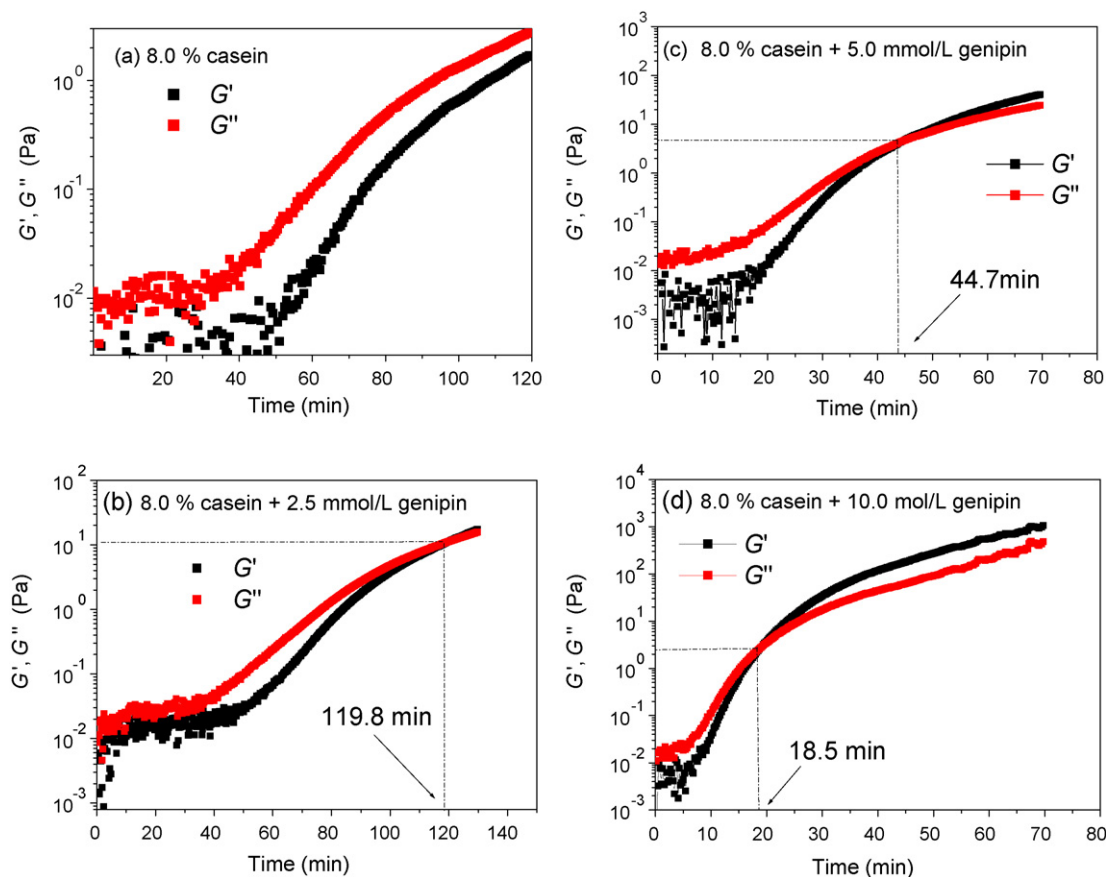 (a) 8.0 % casein
G'
G''
10^0
10^-1
10^-2
G', G'' (Pa)
20 40 60 80 100 120
Time (min)
(c) 8.0 % casein + 5.0 mmol/L genipin
G'
G''
10^3
10^2
10^1
10^0
10^-1
10^-2
10^-3
G', G'' (Pa)
44.7min
0 10 20 30 40 50 60 70 80
Time (min)
(b) 8.0 % casein + 2.5 mmol/L genipin
G'
G''
10^2
10^1
10^0
10^-1
10^-2
10^-3
G', G'' (Pa)
119.8 min
0 20 40 60 80 100 120 140
Time (min)
(d) 8.0 % casein + 10.0 mol/L genipin
G'
G''
10^4
10^3
10^2
10^1
10^0
10^-1
10^-2
10^-3
G', G'' (Pa)
18.5 min
0 10 20 30 40 50 60 70 80
Time (min)